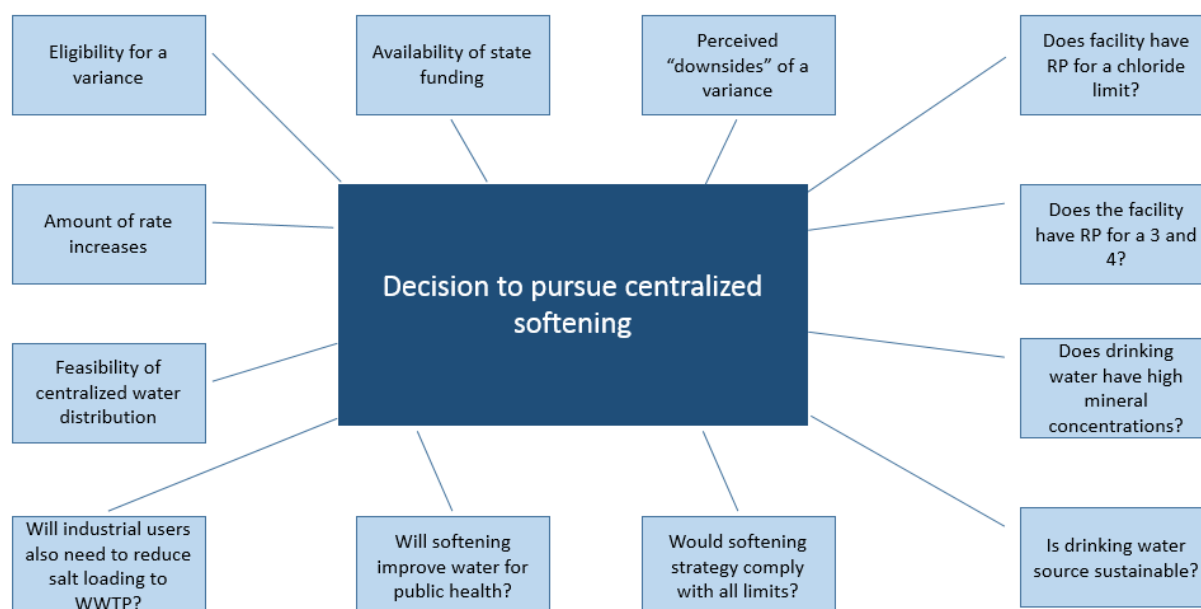 Eligibility for a
variance
Availability of state
funding
Perceived
“downsides” of a
variance
Does facility have
RP for a chloride
limit?
Amount of rate
increases
Decision to pursue centralized
softening
Does the facility
have RP for a 3 and
4?
Feasibility of
centralized water
distribution
Does drinking
water have high
mineral
concentrations?
Will industrial users
also need to reduce
salt loading to
WWTP?
Will softening
improve water for
public health?
Would softening
strategy comply
with all limits?
Is drinking water
source sustainable?